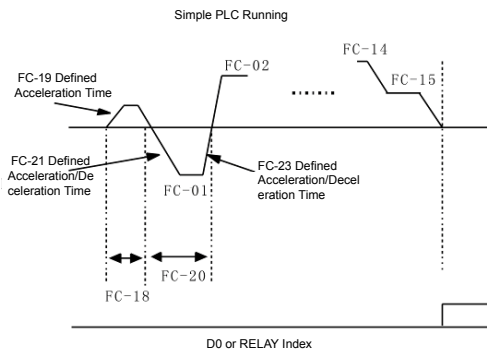 Simple PLC Running
FC-14
FC-02
FC-15
FC-19 Defined
Acceleration Time
FC-21 Defined
Acceleration/De
celeration Time
FC-23 Defined
Acceleration/Decel
eration Time
FC-01
FC-20
FC-18
D0 or RELAY Index